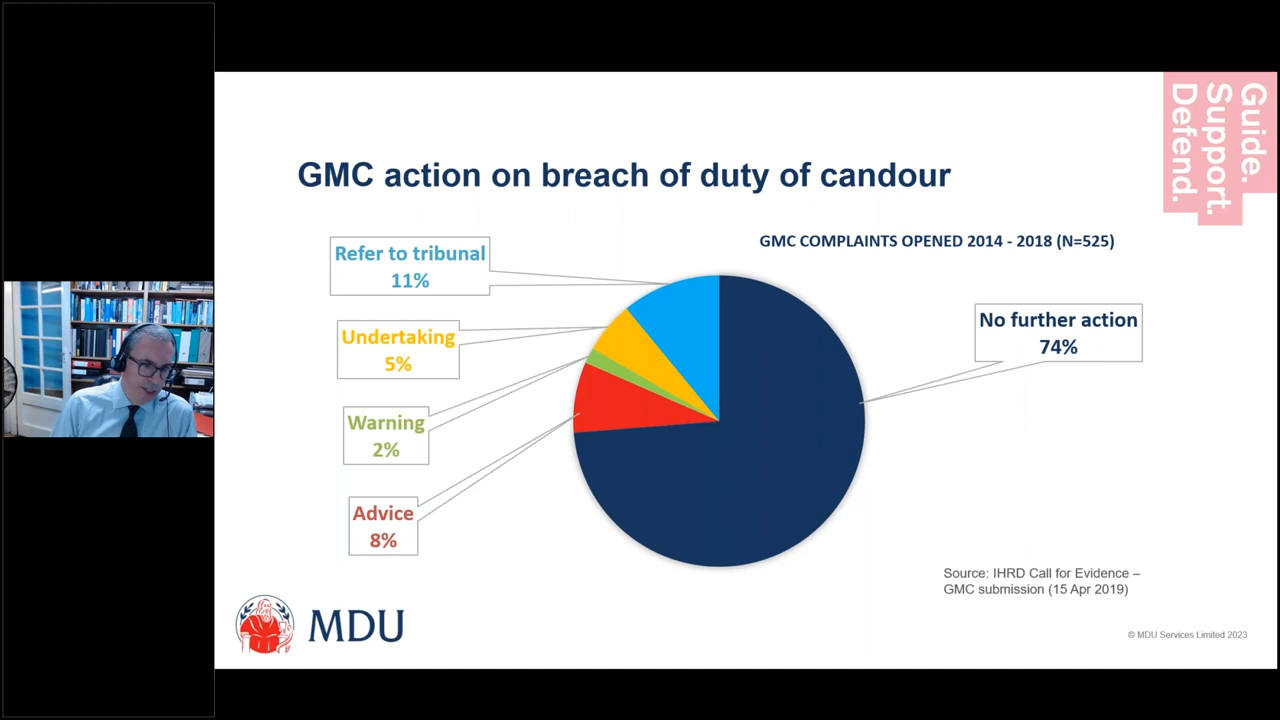 Guide.
Support.
Defend.
GMC action on breach of duty of candour
GMC COMPLAINTS OPENED 2014 - 2018 (N=525)
Refer to tribunal
11%
Undertaking
5%
Warning
2%
Advice
8%
No further action
74%
Source: IHRD Call for Evidence –
GMC submission (15 Apr 2019)
MDU
© MDU Services Limited 2023